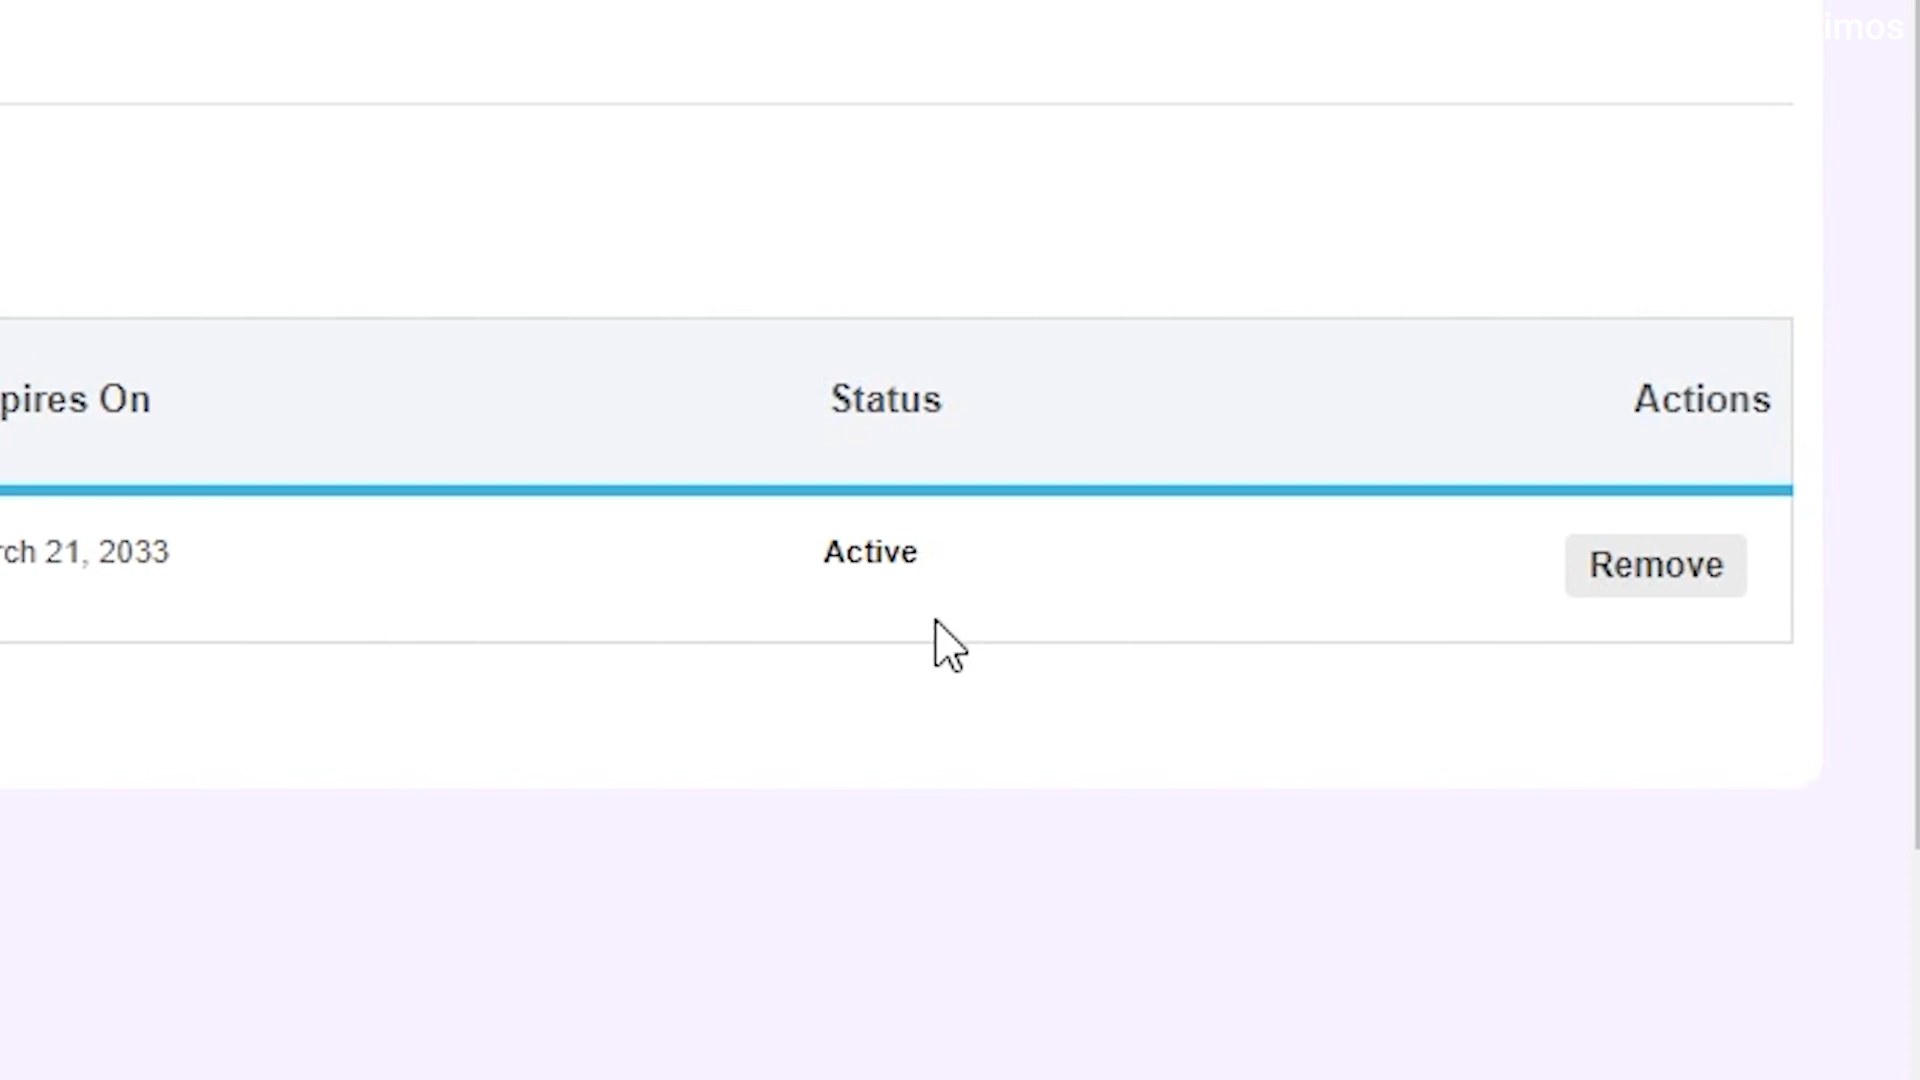 imos
pires On Status Actions
rch 21, 2033 Active Remove